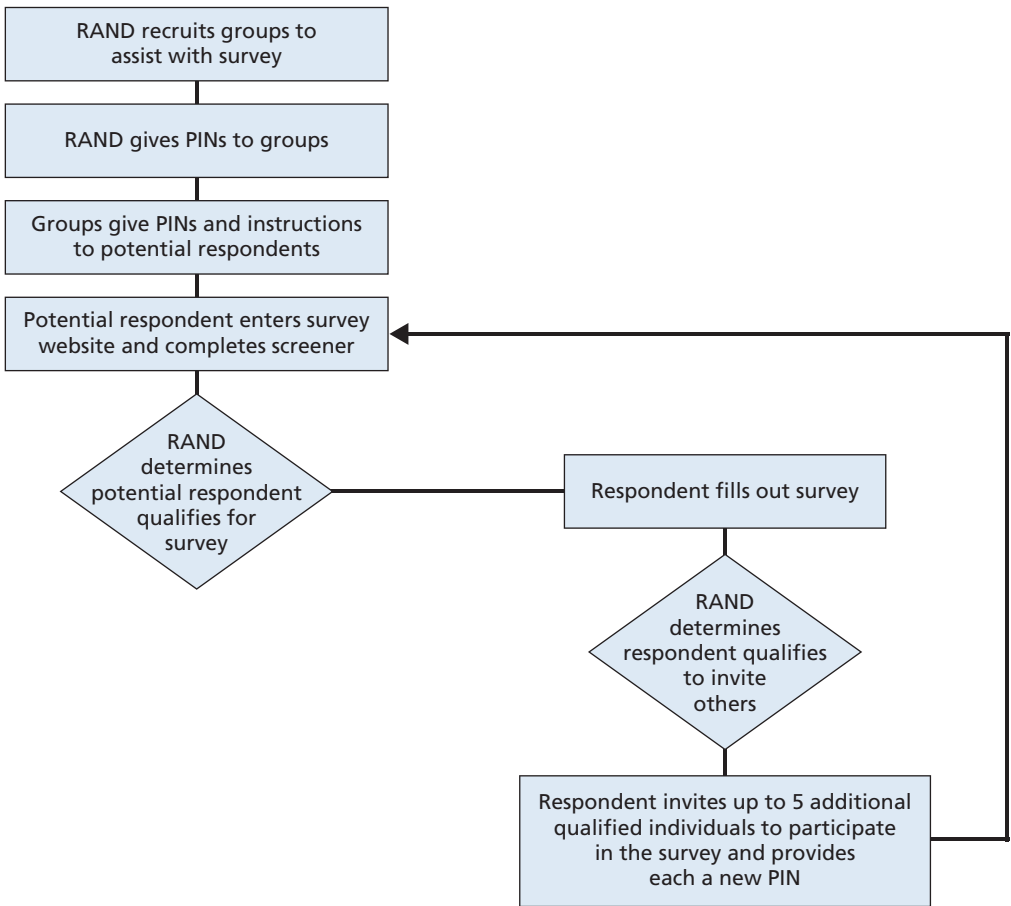 RAND recruits groups to
assist with survey
RAND gives PINs to groups
Groups give PINs and instructions
to potential respondents
Potential respondent enters survey
website and completes screener
RAND
determines
potential respondent
qualifies for
survey
Respondent fills out survey
RAND
determines
respondent qualifies
to invite
others
Respondent invites up to 5 additional
qualified individuals to participate
in the survey and provides
each a new PIN